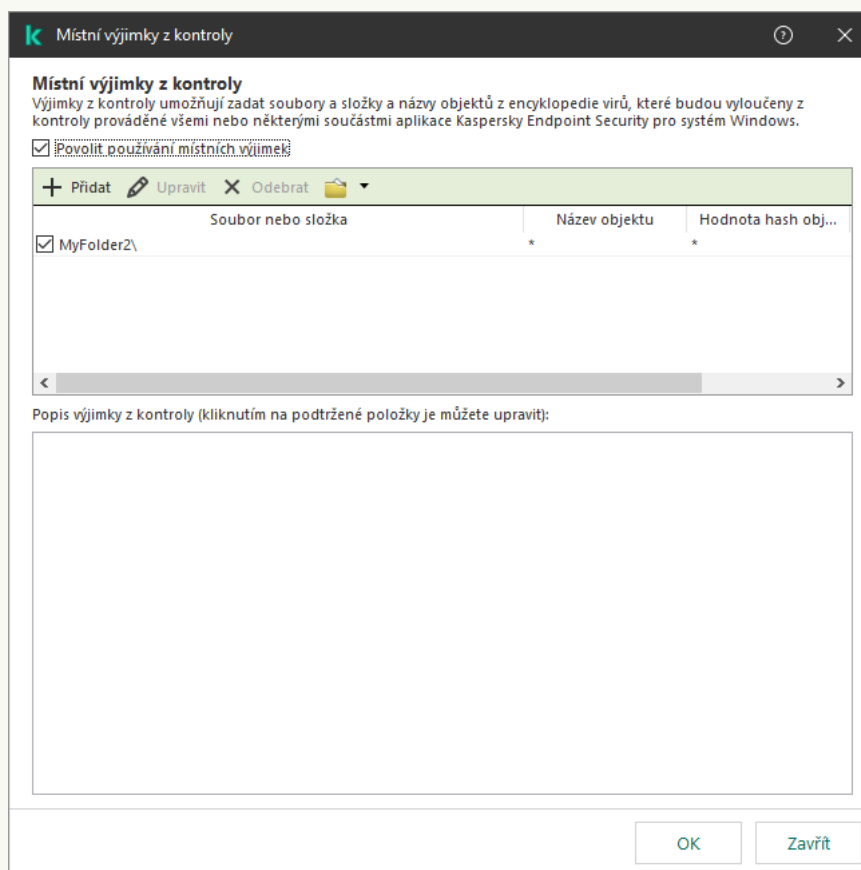 Místní výjimky z kontroly
Místní výjimky z kontroly
Výjimky z kontroly umožňují zadat soubory a složky a názvy objektů z encyklopedie virů, které budou vyloučeny z
kontroly prováděné všemi nebo některými součástmi aplikace Kaspersky Endpoint Security pro systém Windows.
Povolit používání místních výjimek
Přidat Upravit Odebrat
Soubor nebo složka Název objektu Hodnota hash obj...
MyFolder2\ * *
Popis výjimky z kontroly (kliknutím na podtržené položky je můžete upravit):
OK Zavřít